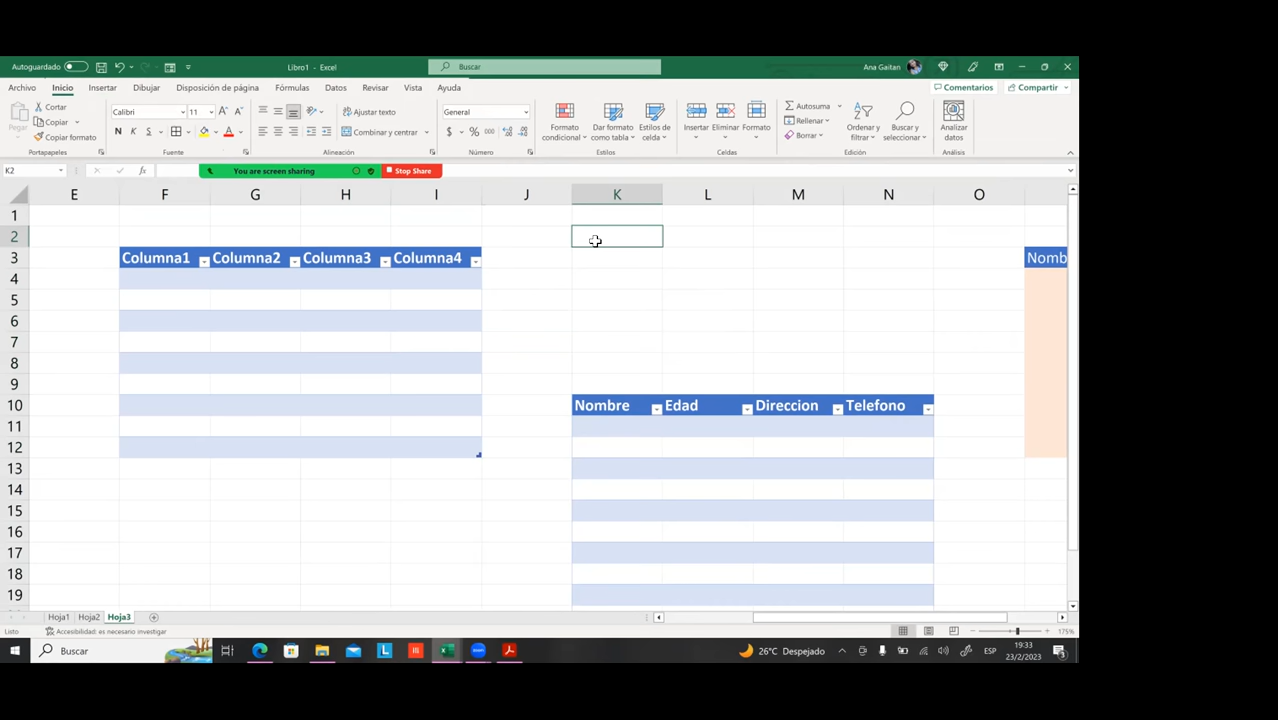 Autoguardado
Libro1 - Excel
Buscar
Ana Gaitan
Archivo Inicio Insertar Dibujar Disposición de página Fórmulas Datos Revisar Vista Ayuda
Comentarios
Compartir
Pegar
Cortar
Copiar
Copiar formato
Portapapeles
Calibri 11
N K S
Fuente
Ajustar texto
Combinar y centrar
Alineación
General
$ % 000
Número
Formato condicional
Dar formato como tabla
Estilos de celda
Estilos
Insertar
Eliminar
Formato
Celdas
Autosuma
Rellenar
Borrar
Ordenar y filtrar
Buscar y seleccionar
Edición
Analizar datos
Análisis
K2
fx
You are screen sharing
Stop Share
E F G H I J K L M N O
1
2
3 Columna1 Columna2 Columna3 Columna4 Nomb
4
5
6
7
8
9
10 Nombre Edad Direccion Telefono
11
12
13
14
15
16
17
18
19
Hoja1 Hoja2 Hoja3
Listo
Accesibilidad: es necesario investigar
175%
Buscar
26°C Despejado
ESP
19:33
23/2/2023